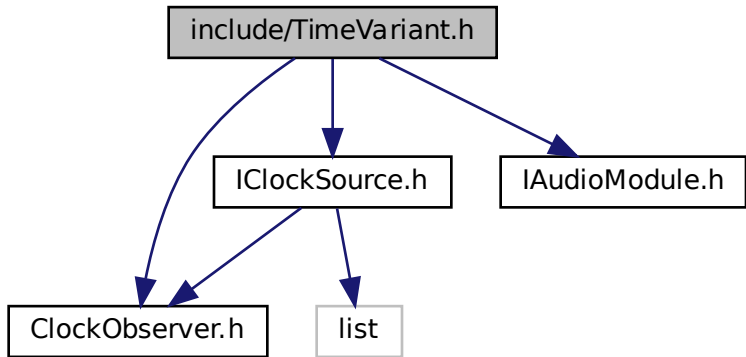 include/TimeVariant.h
IClockSource.h
IAudioModule.h
ClockObserver.h
list